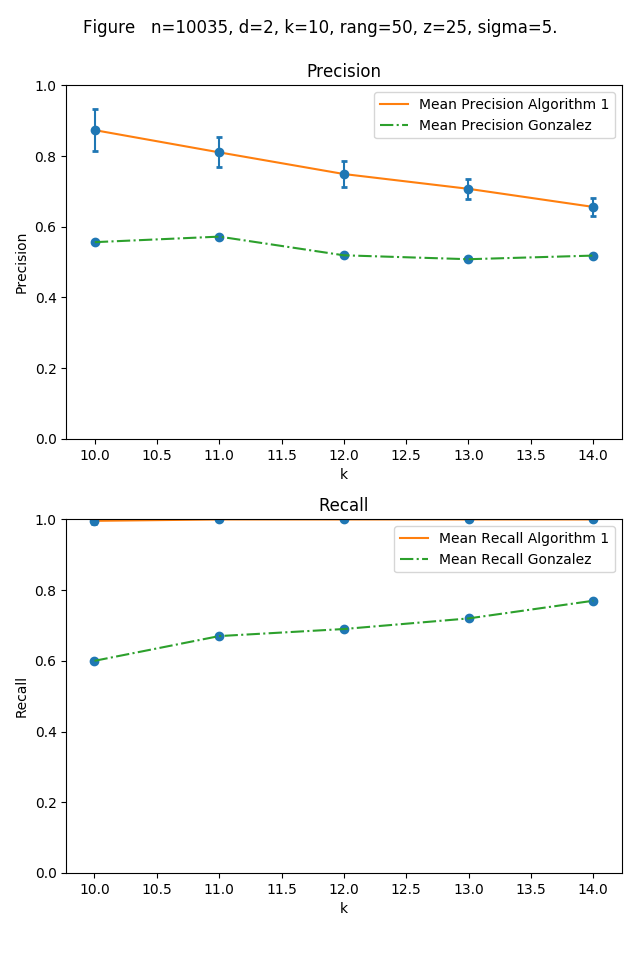 Figure   n=10035, d=2, k=10, rang=50, z=25, sigma=5.
Precision
1.0
0.8
0.6
0.4
0.2
0.0
Precision
Mean Precision Algorithm 1
Mean Precision Gonzalez
10.0 10.5 11.0 11.5 12.0 12.5 13.0 13.5 14.0
k
Recall
1.0
0.8
0.6
0.4
0.2
0.0
Recall
Mean Recall Algorithm 1
Mean Recall Gonzalez
10.0 10.5 11.0 11.5 12.0 12.5 13.0 13.5 14.0
k